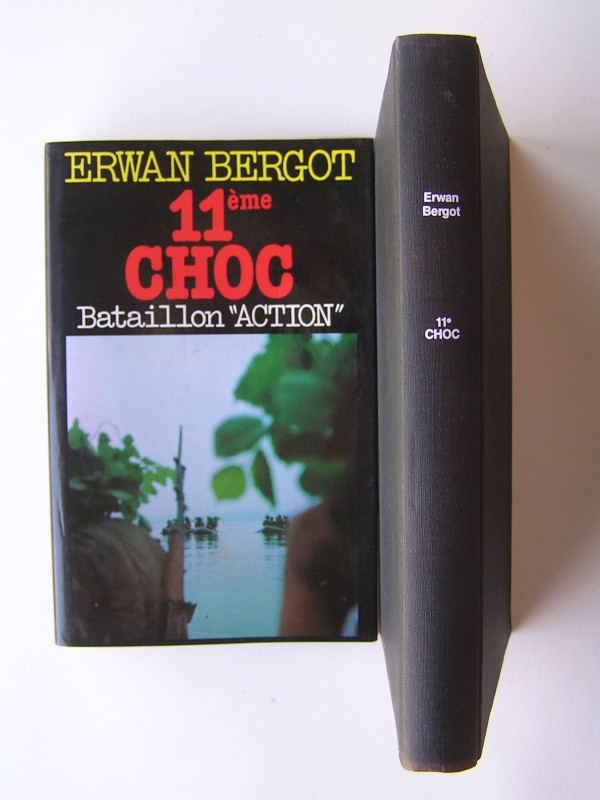 ERWAN BERGOT
11ème
CHOC
Bataillon "ACTION"
Erwan
Bergot
11e
CHOC